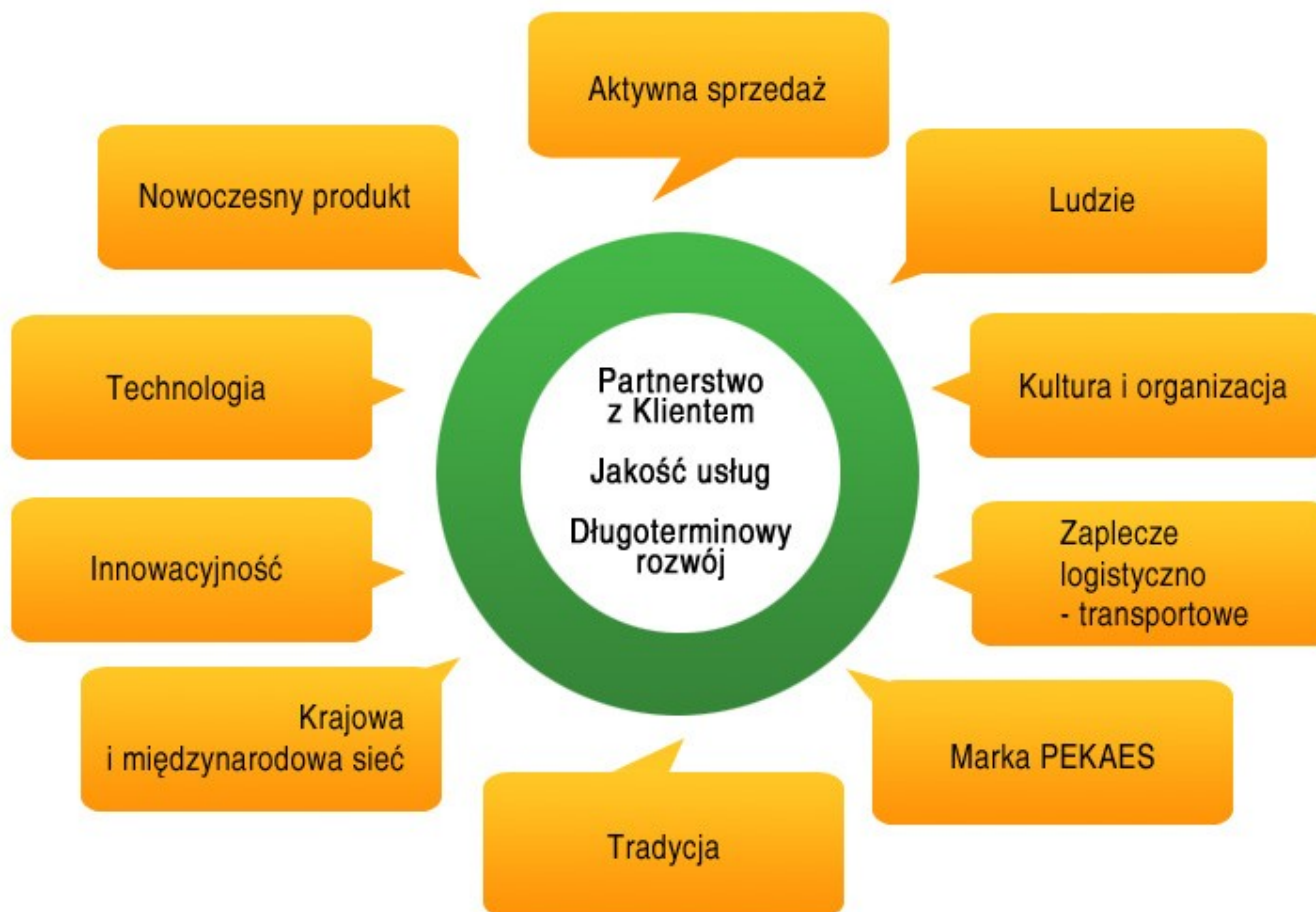 Aktywna sprzedaż
Nowoczesny produkt
Ludzie
Technologia
Kultura i organizacja
Partnerstwo
z Klientem
Jakość usług
Długoterminowy
rozwój
Innowacyjność
Zaplecze
logistyczno
- transportowe
Krajowa
i międzynarodowa sieć
Marka PEKAES
Tradycja